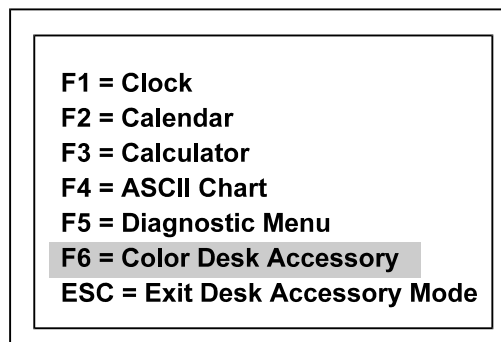 F1 = Clock
F2 = Calendar
F3 = Calculator
F4 = ASCII Chart
F5 = Diagnostic Menu
F6 = Color Desk Accessory
ESC = Exit Desk Accessory Mode